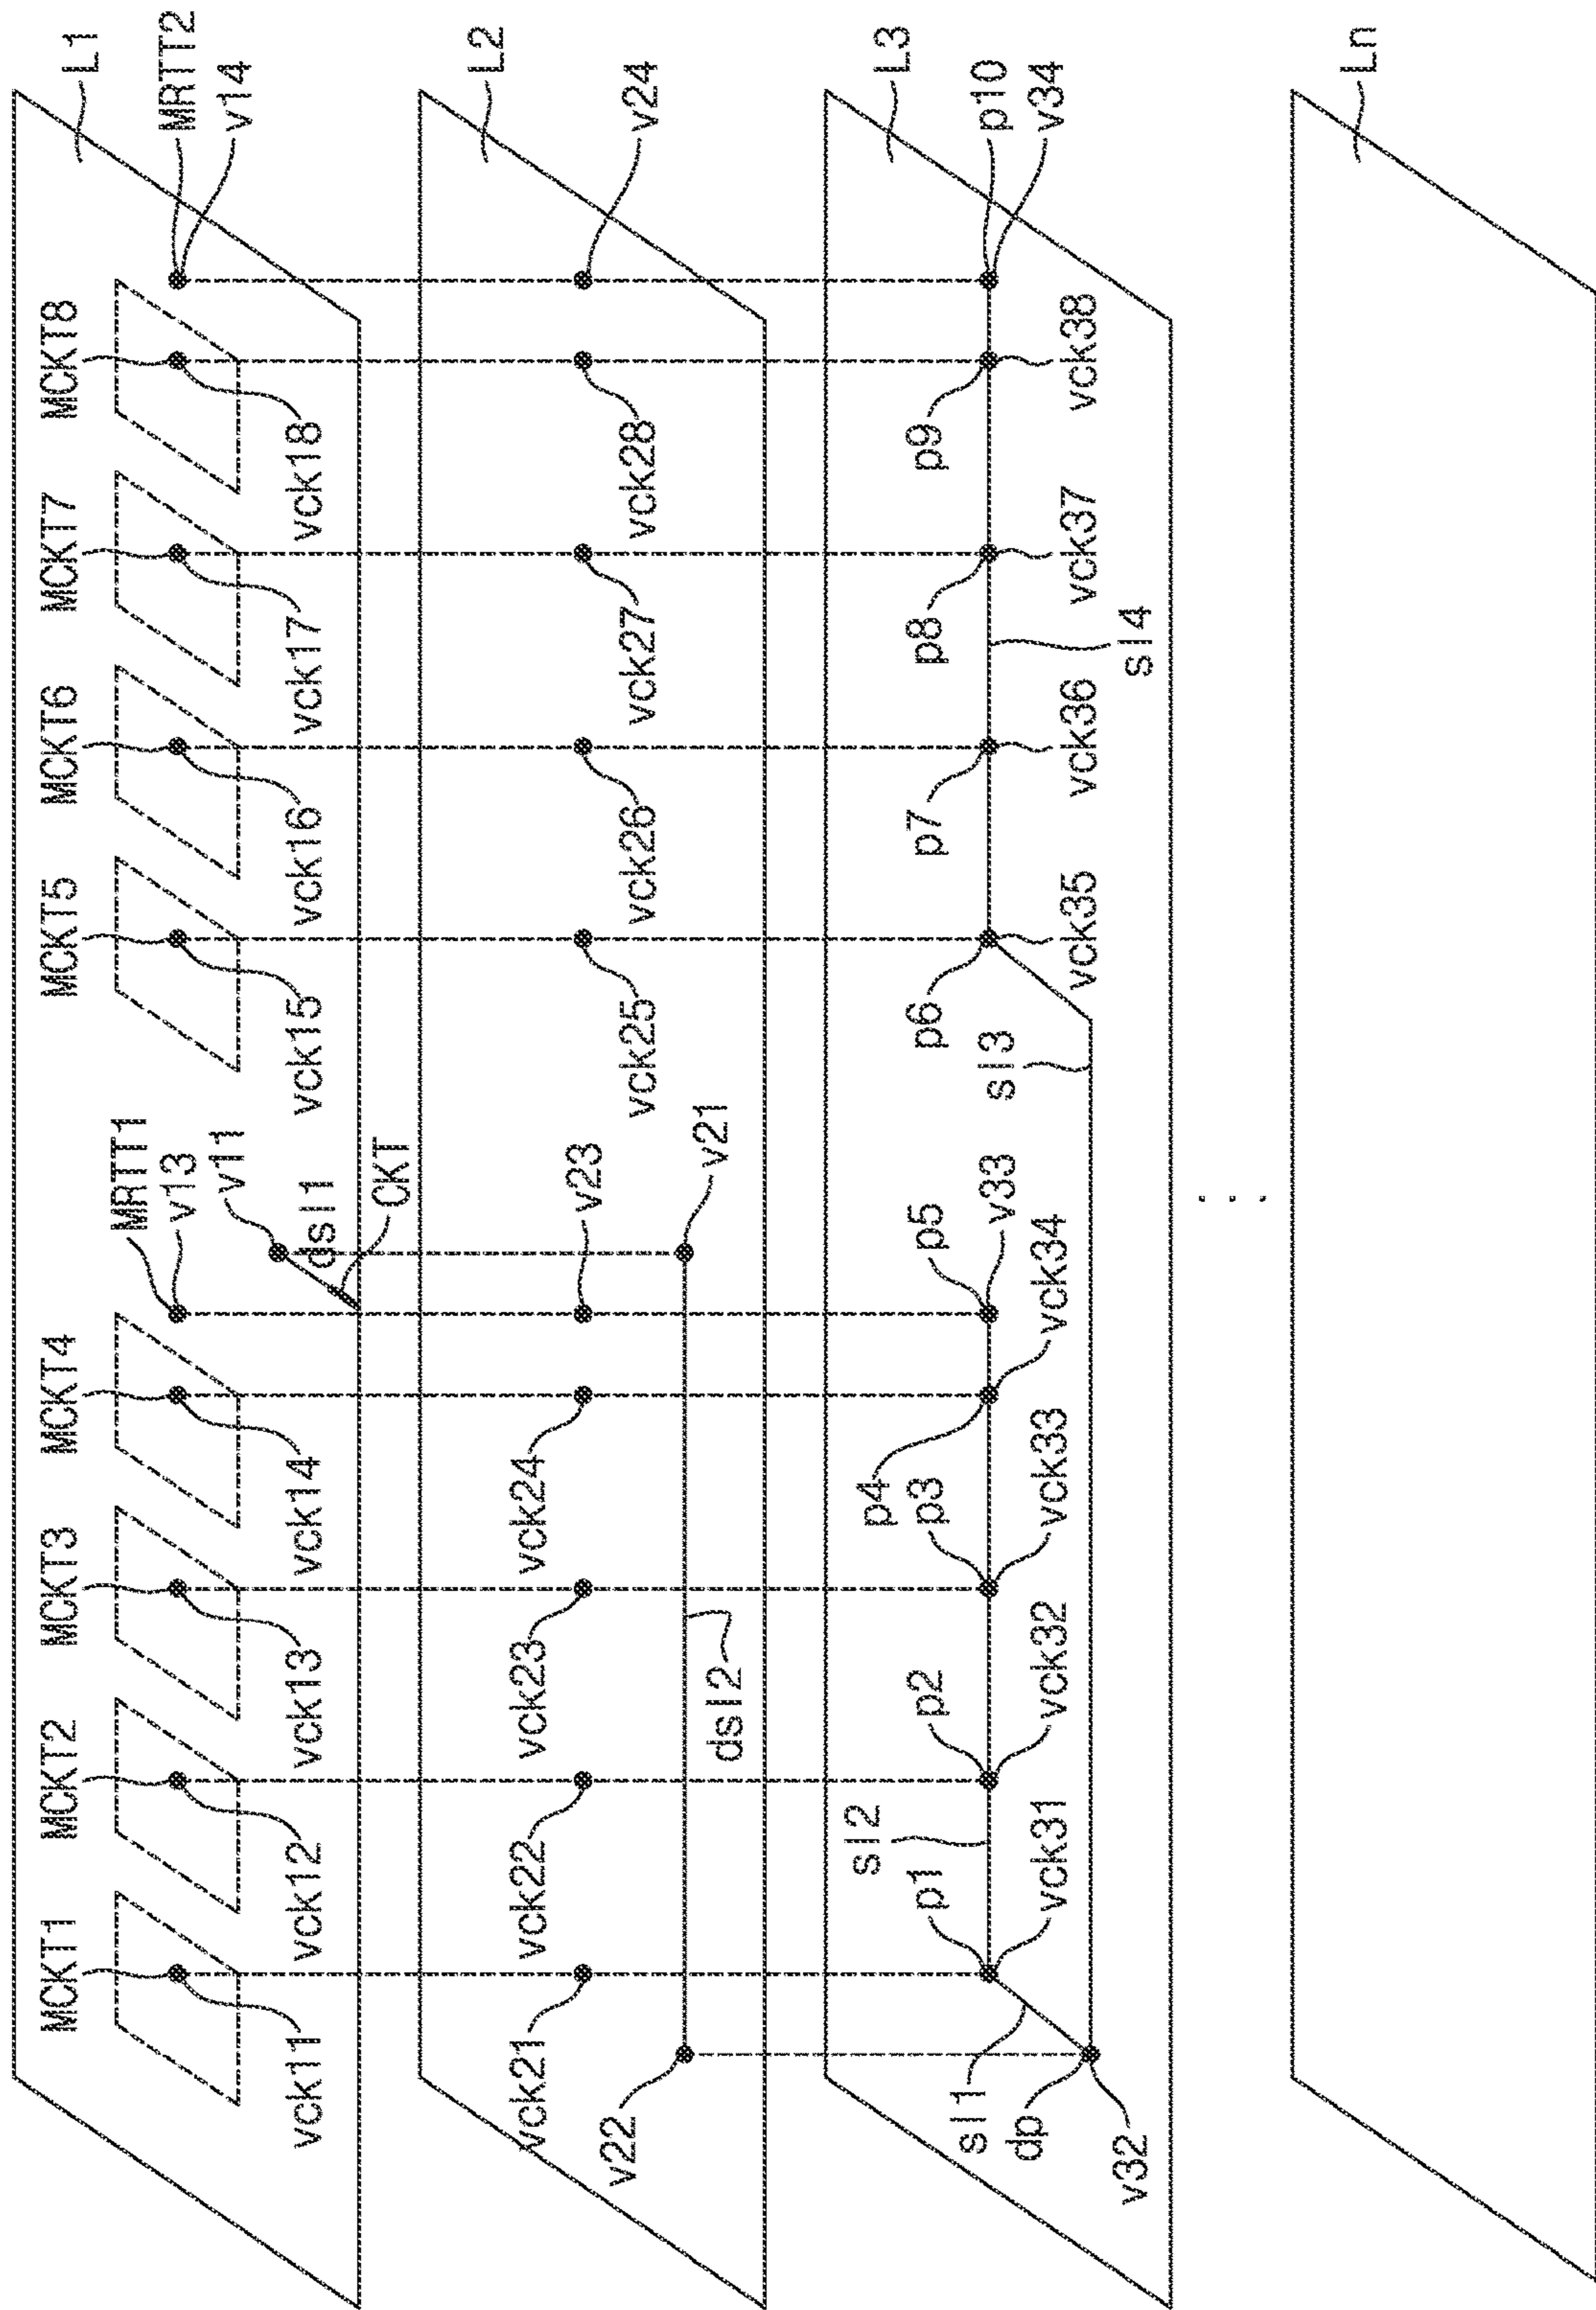 MCKT1 MCKT2 MCKT3 MCKT4 MRTT1 MCKT5 MCKT6 MCKT7 MCKT8 L1
v13 MRTT2
v11 v14
vck11 vck12 vck13 vck14 dsl1 vck15 vck16 vck17 vck18
CKT
L2
vck21 vck22 vck23 vck24 v23 v24
v22 vck25 vck26 vck27 vck28
dsl2 v21
sl2 p4 L3
p1 p2 p3 p5 p6 p7 p8 p9
sl1 sl3 p10
dp v33
vck31 vck32 vck33 vck34 v34
vck35 vck36 vck37 vck38
v32 sl4
...
Ln